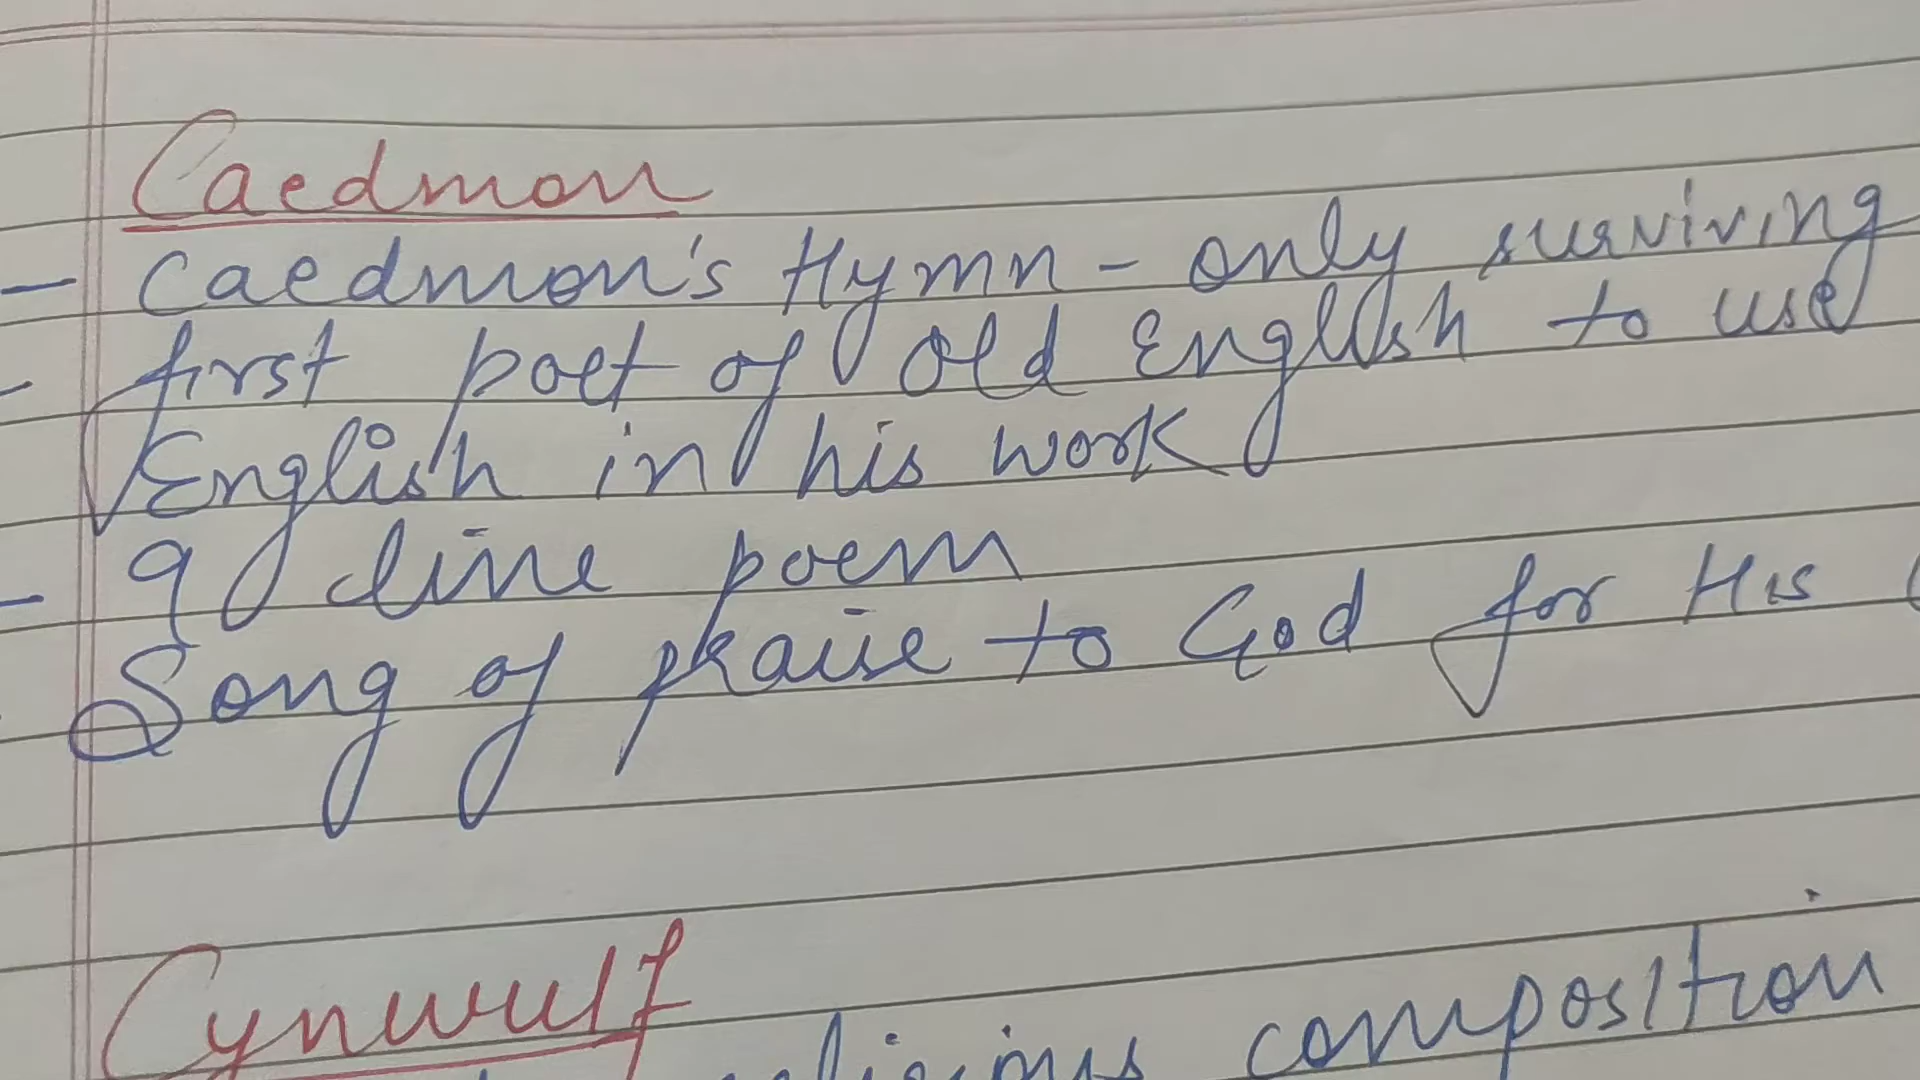 Caedmon
- Caedmon's Hymn - only surviving
- first poet of Old English to use
English in his work
- 9 line poem
Song of praise to God for His
Cynwulf
religious composition